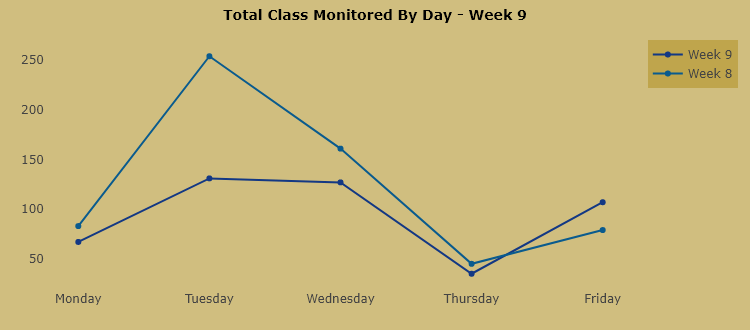 Total Class Monitored By Day - Week 9
Week 9
Week 8
250
200
150
100
50
Monday Tuesday Wednesday Thursday Friday